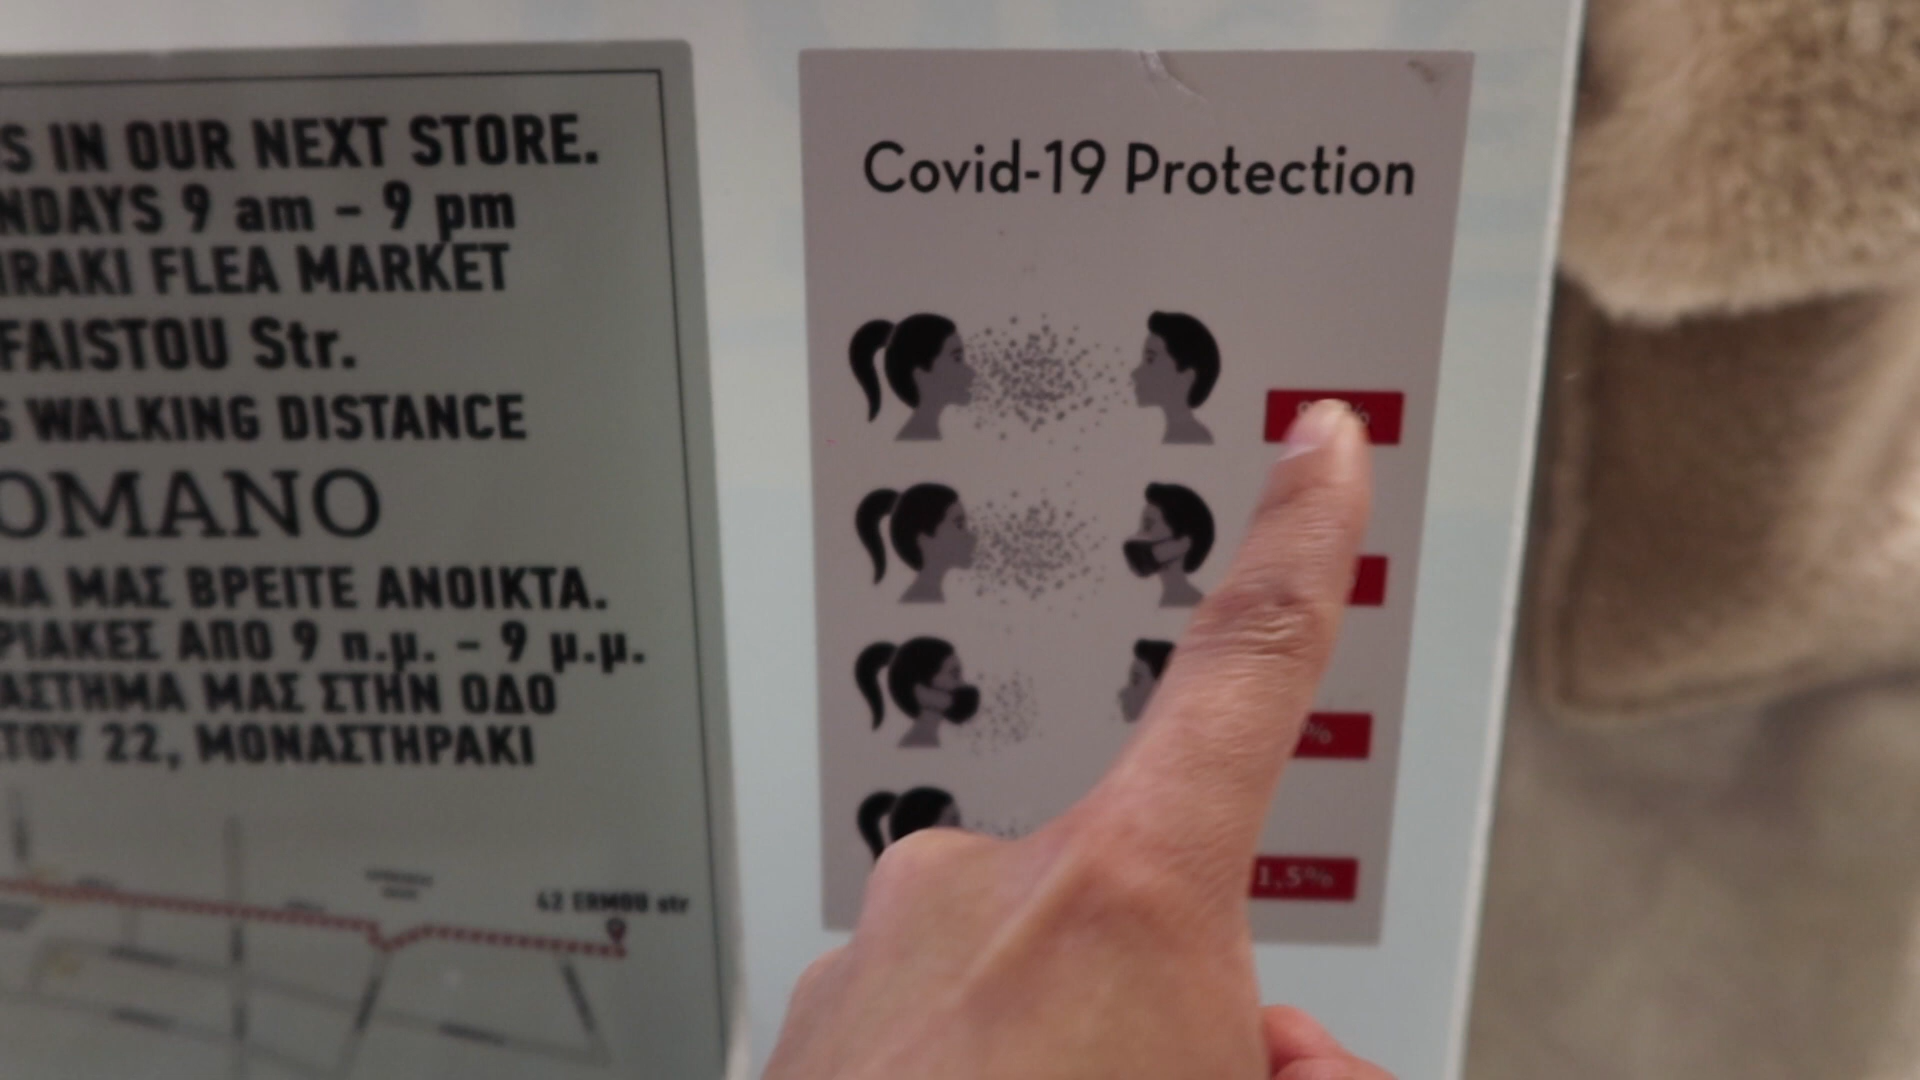 S IN OUR NEXT STORE.
NDAYS 9 am – 9 pm
IRAKI FLEA MARKET
FAISTOU Str.
S WALKING DISTANCE
OMANO
ΜΑ ΜΑΣ ΒΡΕΙΤΕ ΑΝΟΙΚΤΑ.
ΡΙΑΚΕΣ ΑΠΟ 9 π.μ. – 9 μ.μ.
ΑΣΤΗΜΑ ΜΑΣ ΣΤΗΝ ΟΔΟ
ΣΤΟΥ 22, ΜΟΝΑΣΤΗΡΑΚΙ
42 ERMOU str
Covid-19 Protection
%
%
1,5%